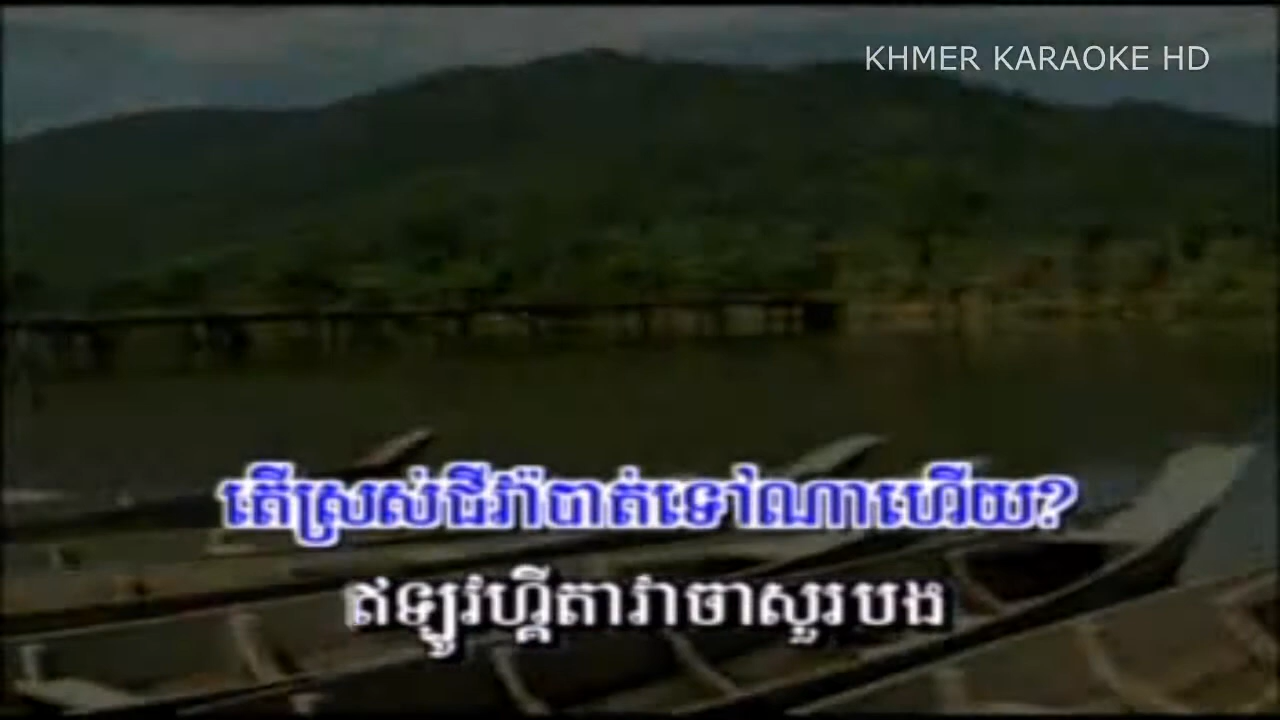 KHMER KARAOKE HD
តើស្រស់ជីវ៉ាបាត់ទៅណាហើយ?
ឥឡូវហ្គីតាវាចាសួរបង